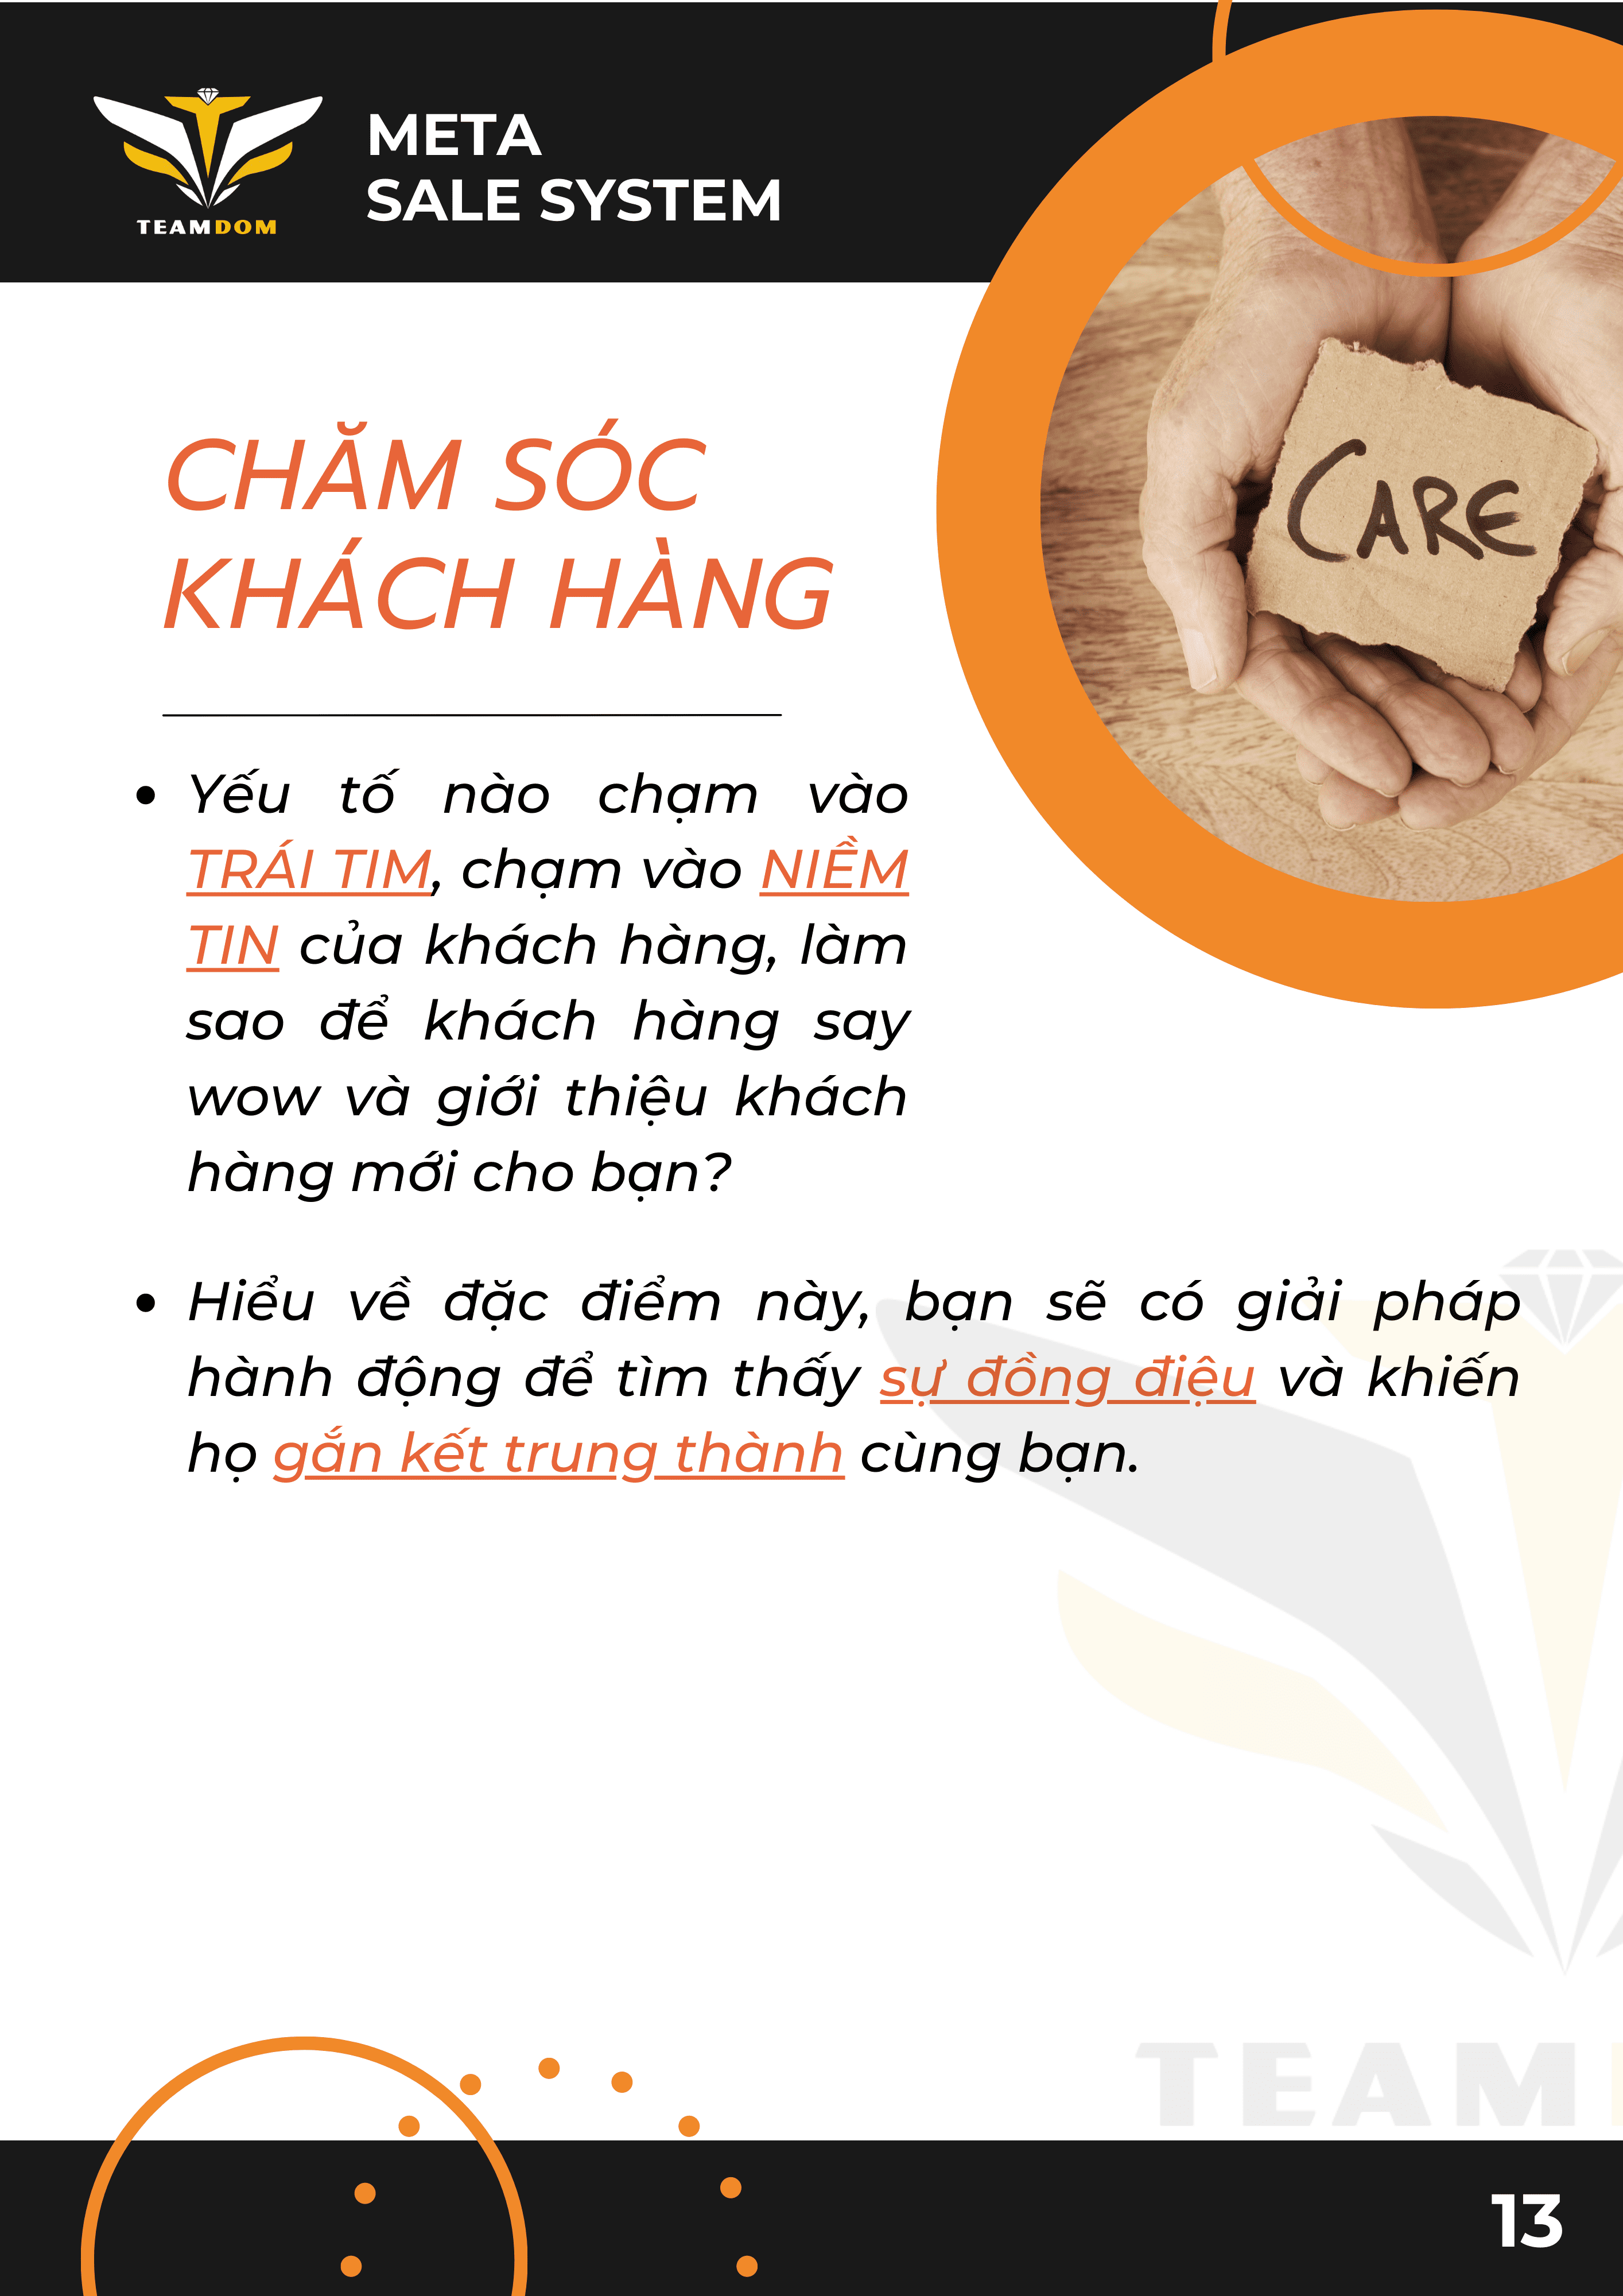 META
SALE SYSTEM
TEAMDOM
CARE
CHĂM SÓC
KHÁCH HÀNG
• Yếu tố nào chạm vào
TRÁI TIM, chạm vào NIỀM
TIN của khách hàng, làm
sao để khách hàng say
wow và giới thiệu khách
hàng mới cho bạn?
• Hiểu về đặc điểm này, bạn sẽ có giải pháp
hành động để tìm thấy sự đồng điệu và khiến
họ gắn kết trung thành cùng bạn.
TEAM
13